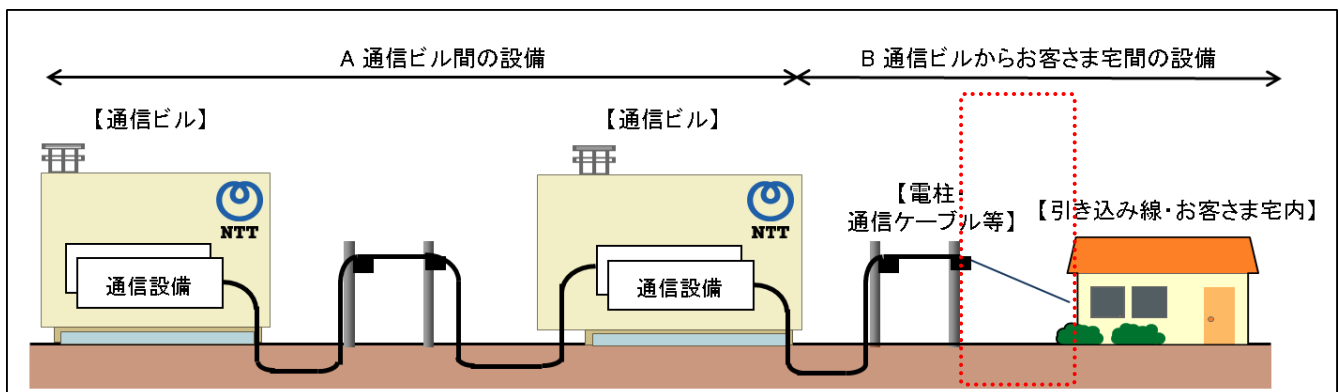 A 通信ビル間の設備
B 通信ビルからお客さま宅間の設備
【通信ビル】
【通信ビル】
【電柱・
通信ケーブル等】
【引き込み線・お客さま宅内】
NTT
NTT
通信設備
通信設備